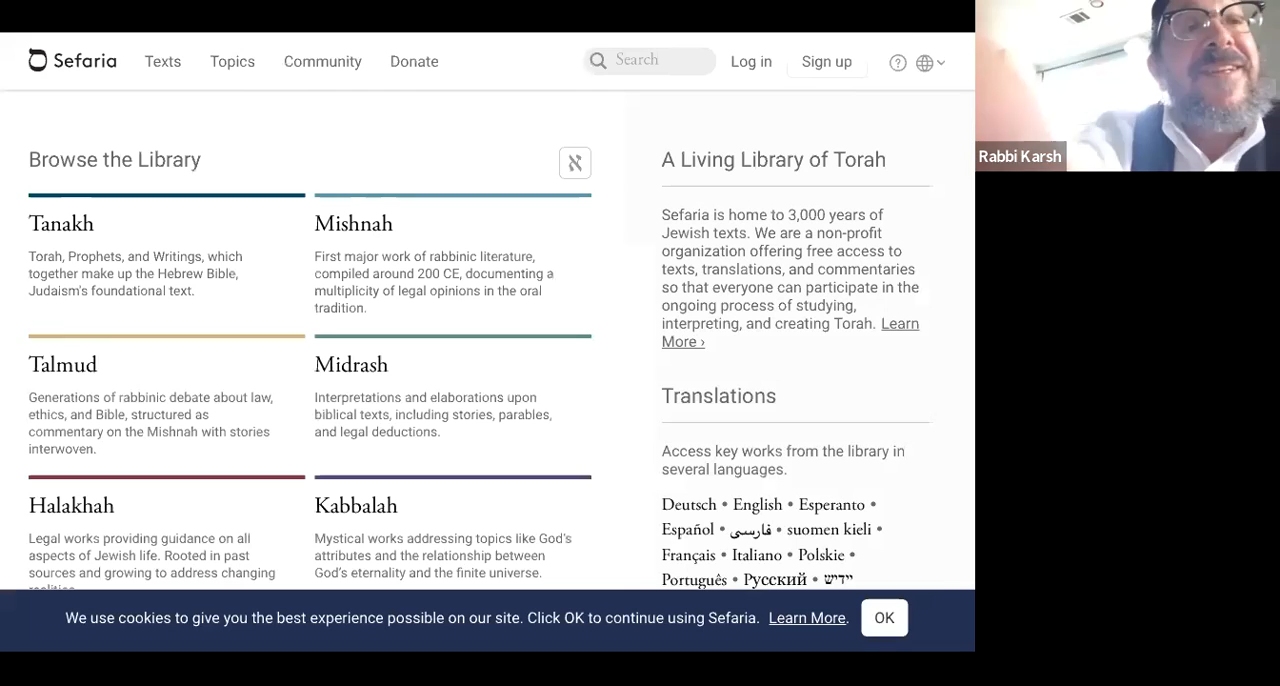 Sefaria Texts Topics Community Donate Search Log in Sign up
Browse the Library
Tanakh
Torah, Prophets, and Writings, which
together make up the Hebrew Bible,
Judaism's foundational text.
Mishnah
First major work of rabbinic literature,
compiled around 200 CE, documenting a
multiplicity of legal opinions in the oral
tradition.
Talmud
Generations of rabbinic debate about law,
ethics, and Bible, structured as
commentary on the Mishnah with stories
interwoven.
Midrash
Interpretations and elaborations upon
biblical texts, including stories, parables,
and legal deductions.
Halakhah
Legal works providing guidance on all
aspects of Jewish life. Rooted in past
sources and growing to address changing
Kabbalah
Mystical works addressing topics like God's
attributes and the relationship between
God's eternality and the finite universe.
א
A Living Library of Torah
Sefaria is home to 3,000 years of
Jewish texts. We are a non-profit
organization offering free access to
texts, translations, and commentaries
so that everyone can participate in the
ongoing process of studying,
interpreting, and creating Torah. Learn
More ›
Translations
Access key works from the library in
several languages.
Deutsch • English • Esperanto •
Español • فارسی • suomen kieli •
Français • Italiano • Polskie •
Português • Русский • יידיש
We use cookies to give you the best experience possible on our site. Click OK to continue using Sefaria. Learn More. OK
Rabbi Karsh